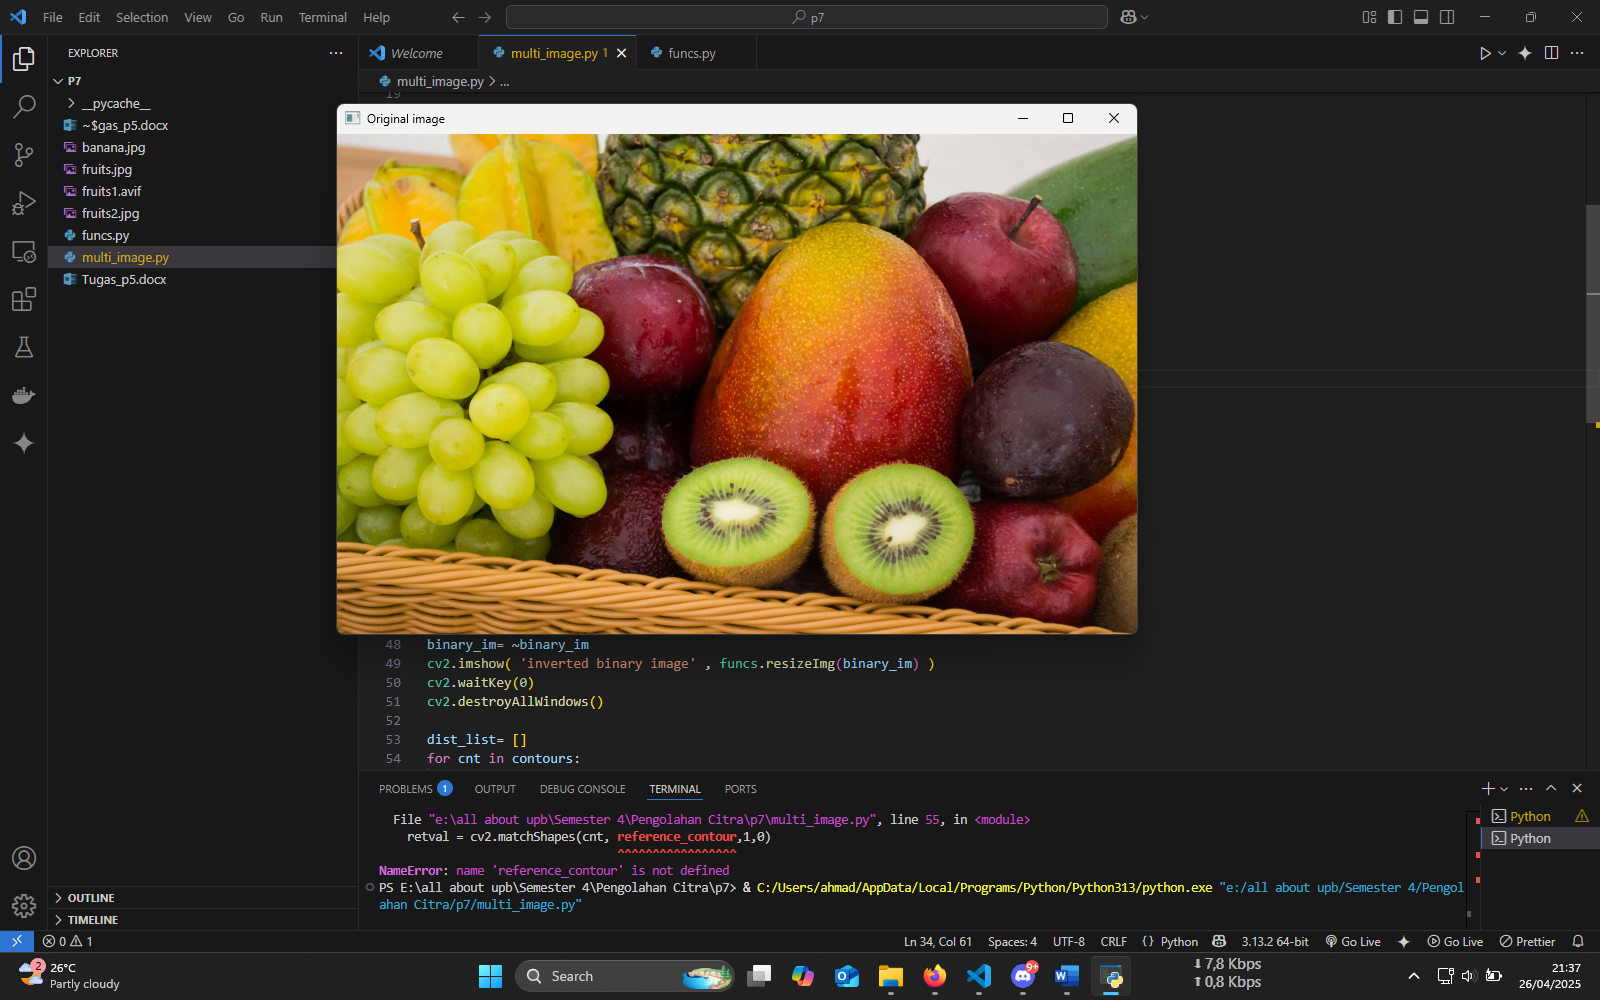 File Edit Selection View Go Run Terminal Help
p7
EXPLORER
P7
__pycache__
~$gas_p5.docx
banana.jpg
fruits.jpg
fruits1.avif
fruits2.jpg
funcs.py
multi_image.py
Tugas_p5.docx
OUTLINE
TIMELINE
Welcome
multi_image.py 1
funcs.py
multi_image.py > ...
19
Original image
48 binary_im= ~binary_im
49 cv2.imshow( 'inverted binary image' , funcs.resizeImg(binary_im) )
50 cv2.waitKey(0)
51 cv2.destroyAllWindows()
52
53 dist_list= []
54 for cnt in contours:
PROBLEMS 1 OUTPUT DEBUG CONSOLE TERMINAL PORTS
File "e:\all about upb\Semester 4\Pengolahan Citra\p7\multi_image.py", line 55, in <module>
retval = cv2.matchShapes(cnt, reference_contour,1,0)
^^^^^^^^^^^^^^^^^
NameError: name 'reference_contour' is not defined
PS E:\all about upb\Semester 4\Pengolahan Citra\p7> & C:/Users/ahmad/AppData/Local/Programs/Python/Python313/python.exe "e:/all about upb/Semester 4/Pengol
ahan Citra/p7/multi_image.py"
Python
Python
0 1
Ln 34, Col 61 Spaces: 4 UTF-8 CRLF {} Python 3.13.2 64-bit Go Live Go Live Prettier
2
26°C
Partly cloudy
Search
9+
7,8 Kbps
0,8 Kbps
21:37
26/04/2025